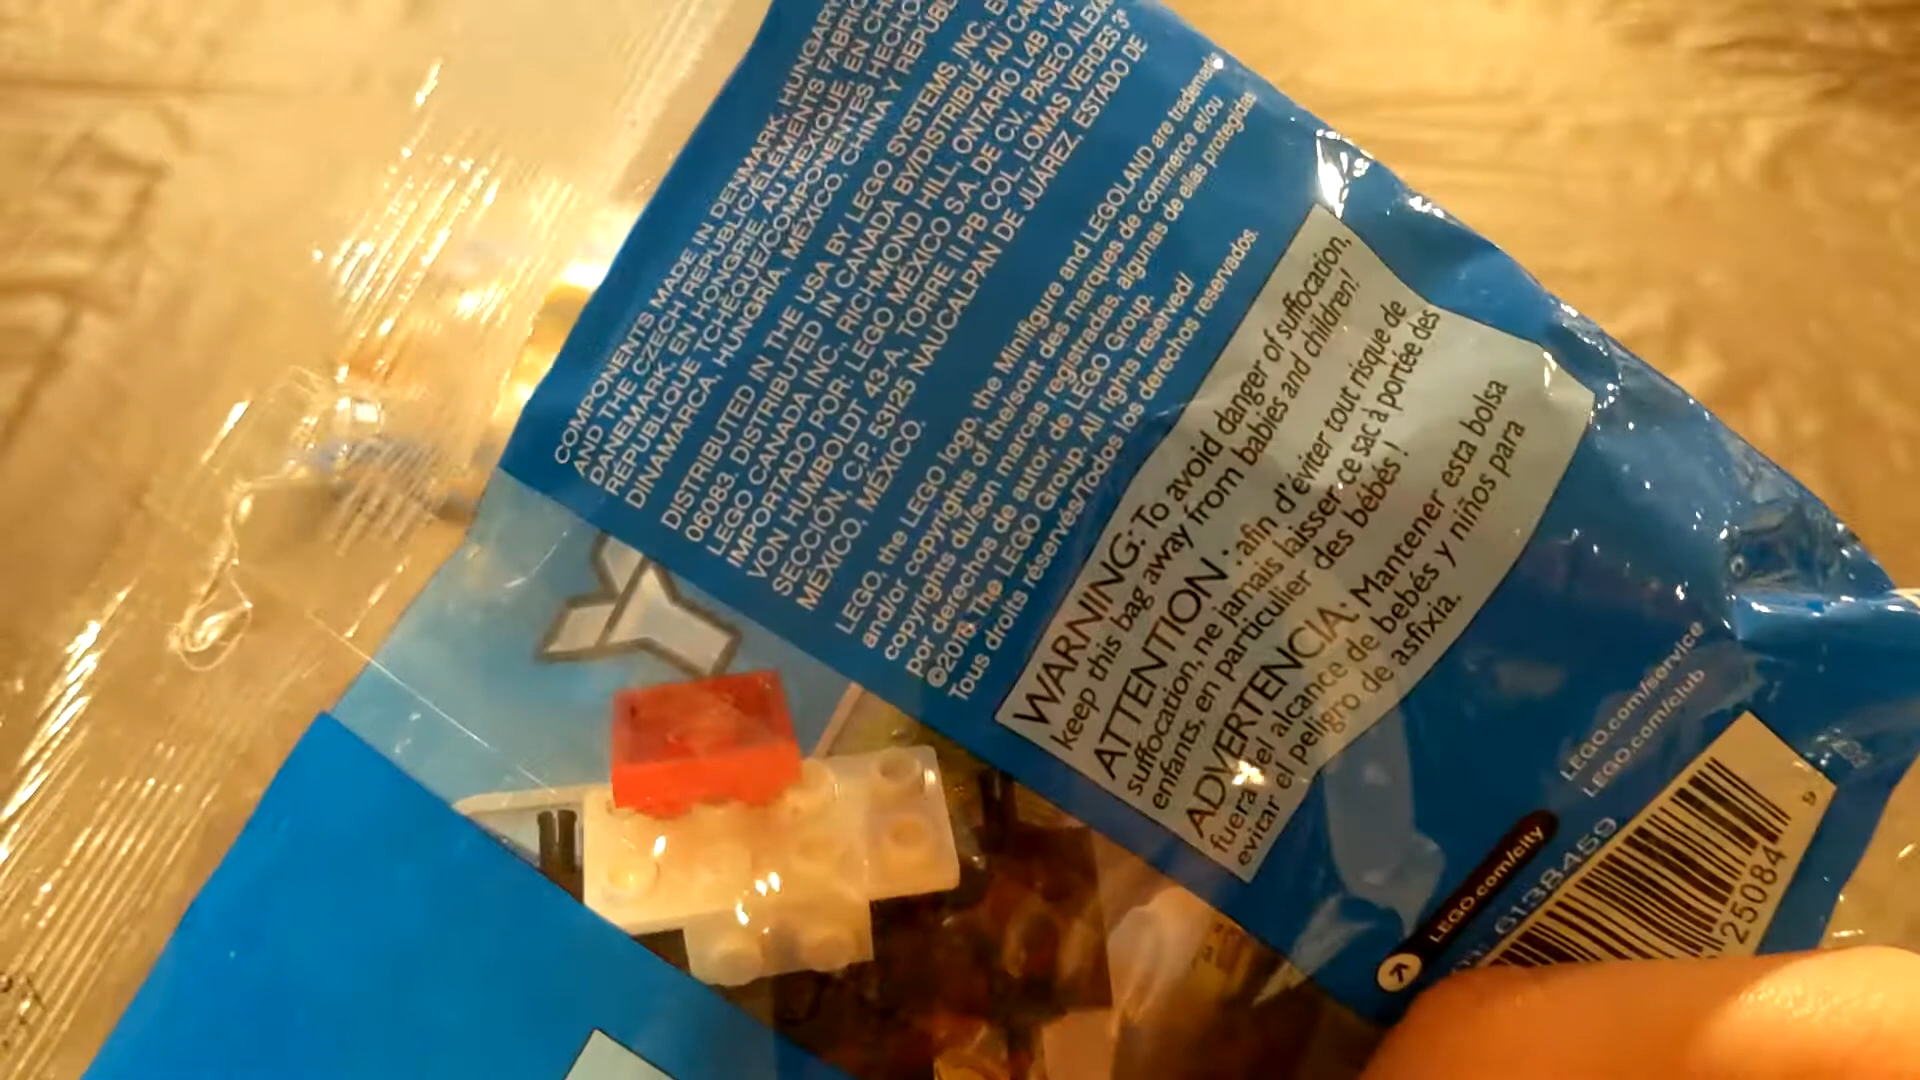 COMPONENTS MADE IN DENMARK, HUNGARY,
AND THE CZECH REPUBLIC/ÉLÉMENTS FABRI
DANEMARK, EN HONGRIE, AU MEXIQUE, EN CH
REPUBLIQUE TCHÈQUE/COMPONENTES HECHO
DINAMARCA, HUNGRIA, MÉXICO, CHINA Y REPÚB
DISTRIBUTED IN THE USA BY LEGO SYSTEMS, INC., E
06083. DISTRIBUTED IN CANADA BY/DISTRIBUÉ AU CAN
LEGO CANADA INC., RICHMOND HILL, ONTARIO L4B 1J4.
IMPORTADO POR: LEGO MÉXICO S.A. DE CV, PASEO ALEXA
VON HUMBOLDT 43-A, TORRE II PB COL. LOMAS VERDES 3ª
SECCIÓN, C.P. 53125 NAUCALPAN DE JUÁREZ, ESTADO DE
MÉXICO, MÉXICO.
LEGO, the LEGO logo, the Minifigure and LEGOLAND are trademarks
and/or copyrights of the/sont des marques de commerce et/ou
copyrights du/son marcas registradas, algunas de ellas protegidas
por derechos de autor, de LEGO Group.
©2016 The LEGO Group. All rights reserved/
Tous droits réservés/Todos los derechos reservados.
WARNING: To avoid danger of suffocation,
keep this bag away from babies and children!
ATTENTION : afin d'éviter tout risque de
suffocation, ne jamais laisser ce sac à portée des
enfants, en particulier des bébés !
ADVERTENCIA: Mantener esta bolsa
fuera del alcance de bebés y niños para
evitar el peligro de asfixia.
LEGO.com/service
LEGO.com/club
LEGO.com/city
6138459
25084 9